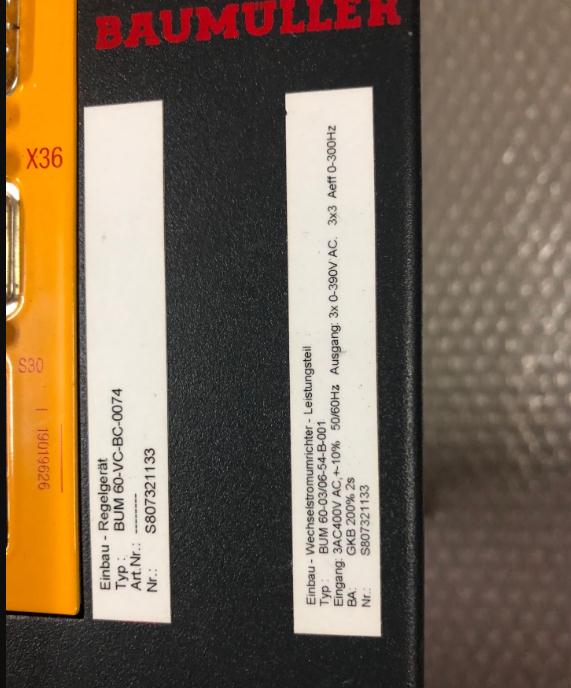 BAUMÜLLER
X36
S30
19019626
Einbau - Regelgerät
Typ : BUM 60-VC-BC-0074
Art.Nr.: --------
Nr.: S807321133
Einbau - Wechselstromumrichter - Leistungsteil
Typ : BUM 60-03/06-54-B-001
Eingang: 3AC400V AC,+-10% 50/60Hz Ausgang: 3x 0-390V AC. 3x3 Aeff 0-300Hz
BA: GKB 200% 2s
Nr.: S807321133